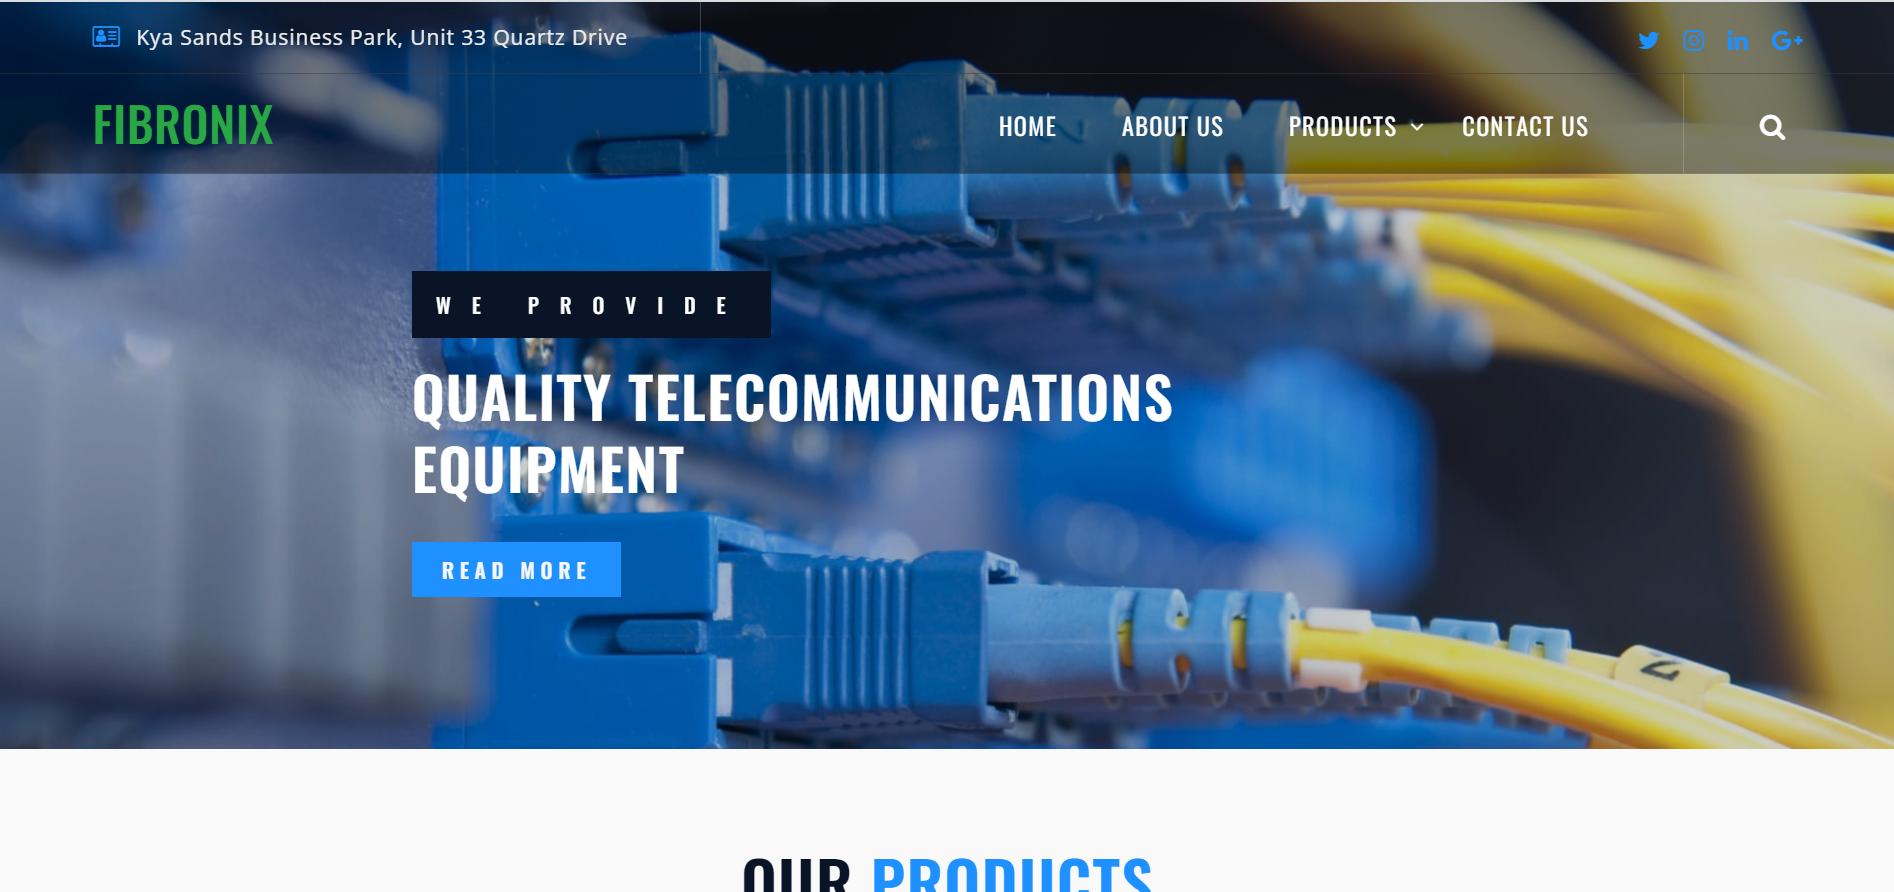 Kya Sands Business Park, Unit 33 Quartz Drive
FIBRONIX
HOME ABOUT US PRODUCTS CONTACT US
WE PROVIDE
QUALITY TELECOMMUNICATIONS
EQUIPMENT
READ MORE
OUR PRODUCTS